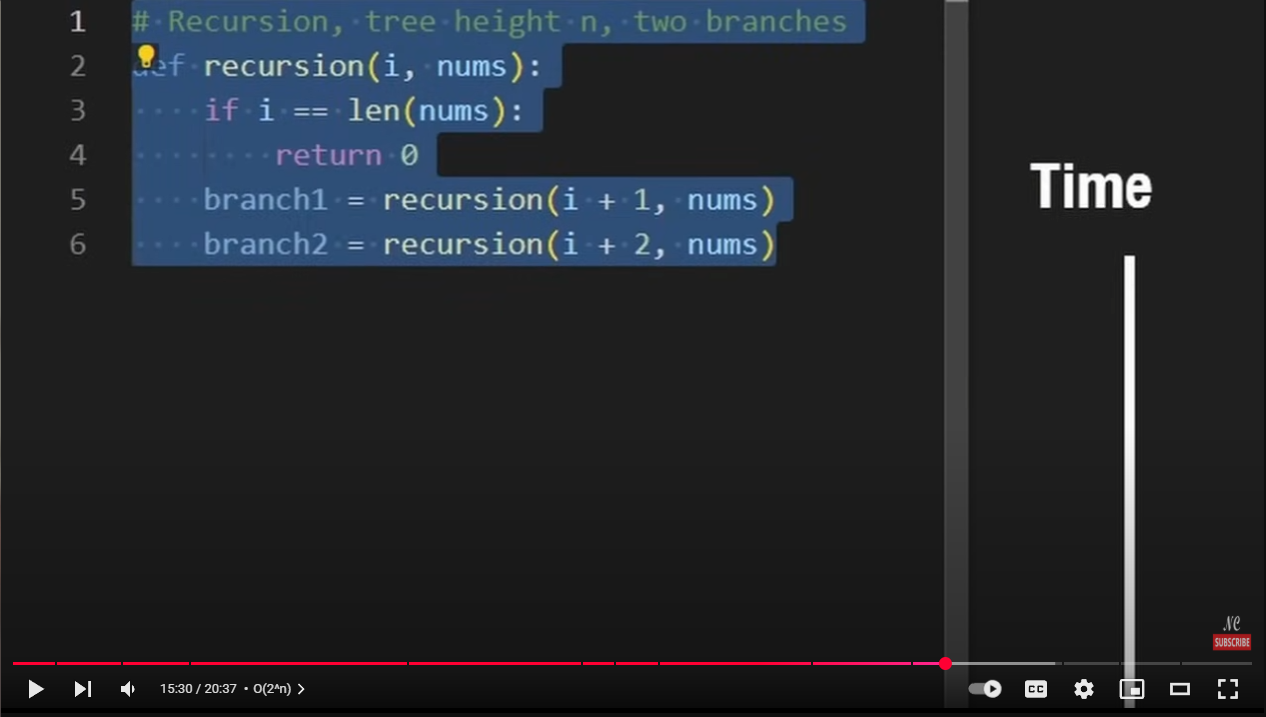 1 # Recursion, tree height n, two branches
2 def recursion(i, nums):
3 if i == len(nums):
4 return 0
5 branch1 = recursion(i + 1, nums)
6 branch2 = recursion(i + 2, nums)
Time
NC
SUBSCRIBE
15:30 / 20:37 • O(2^n) >
CC